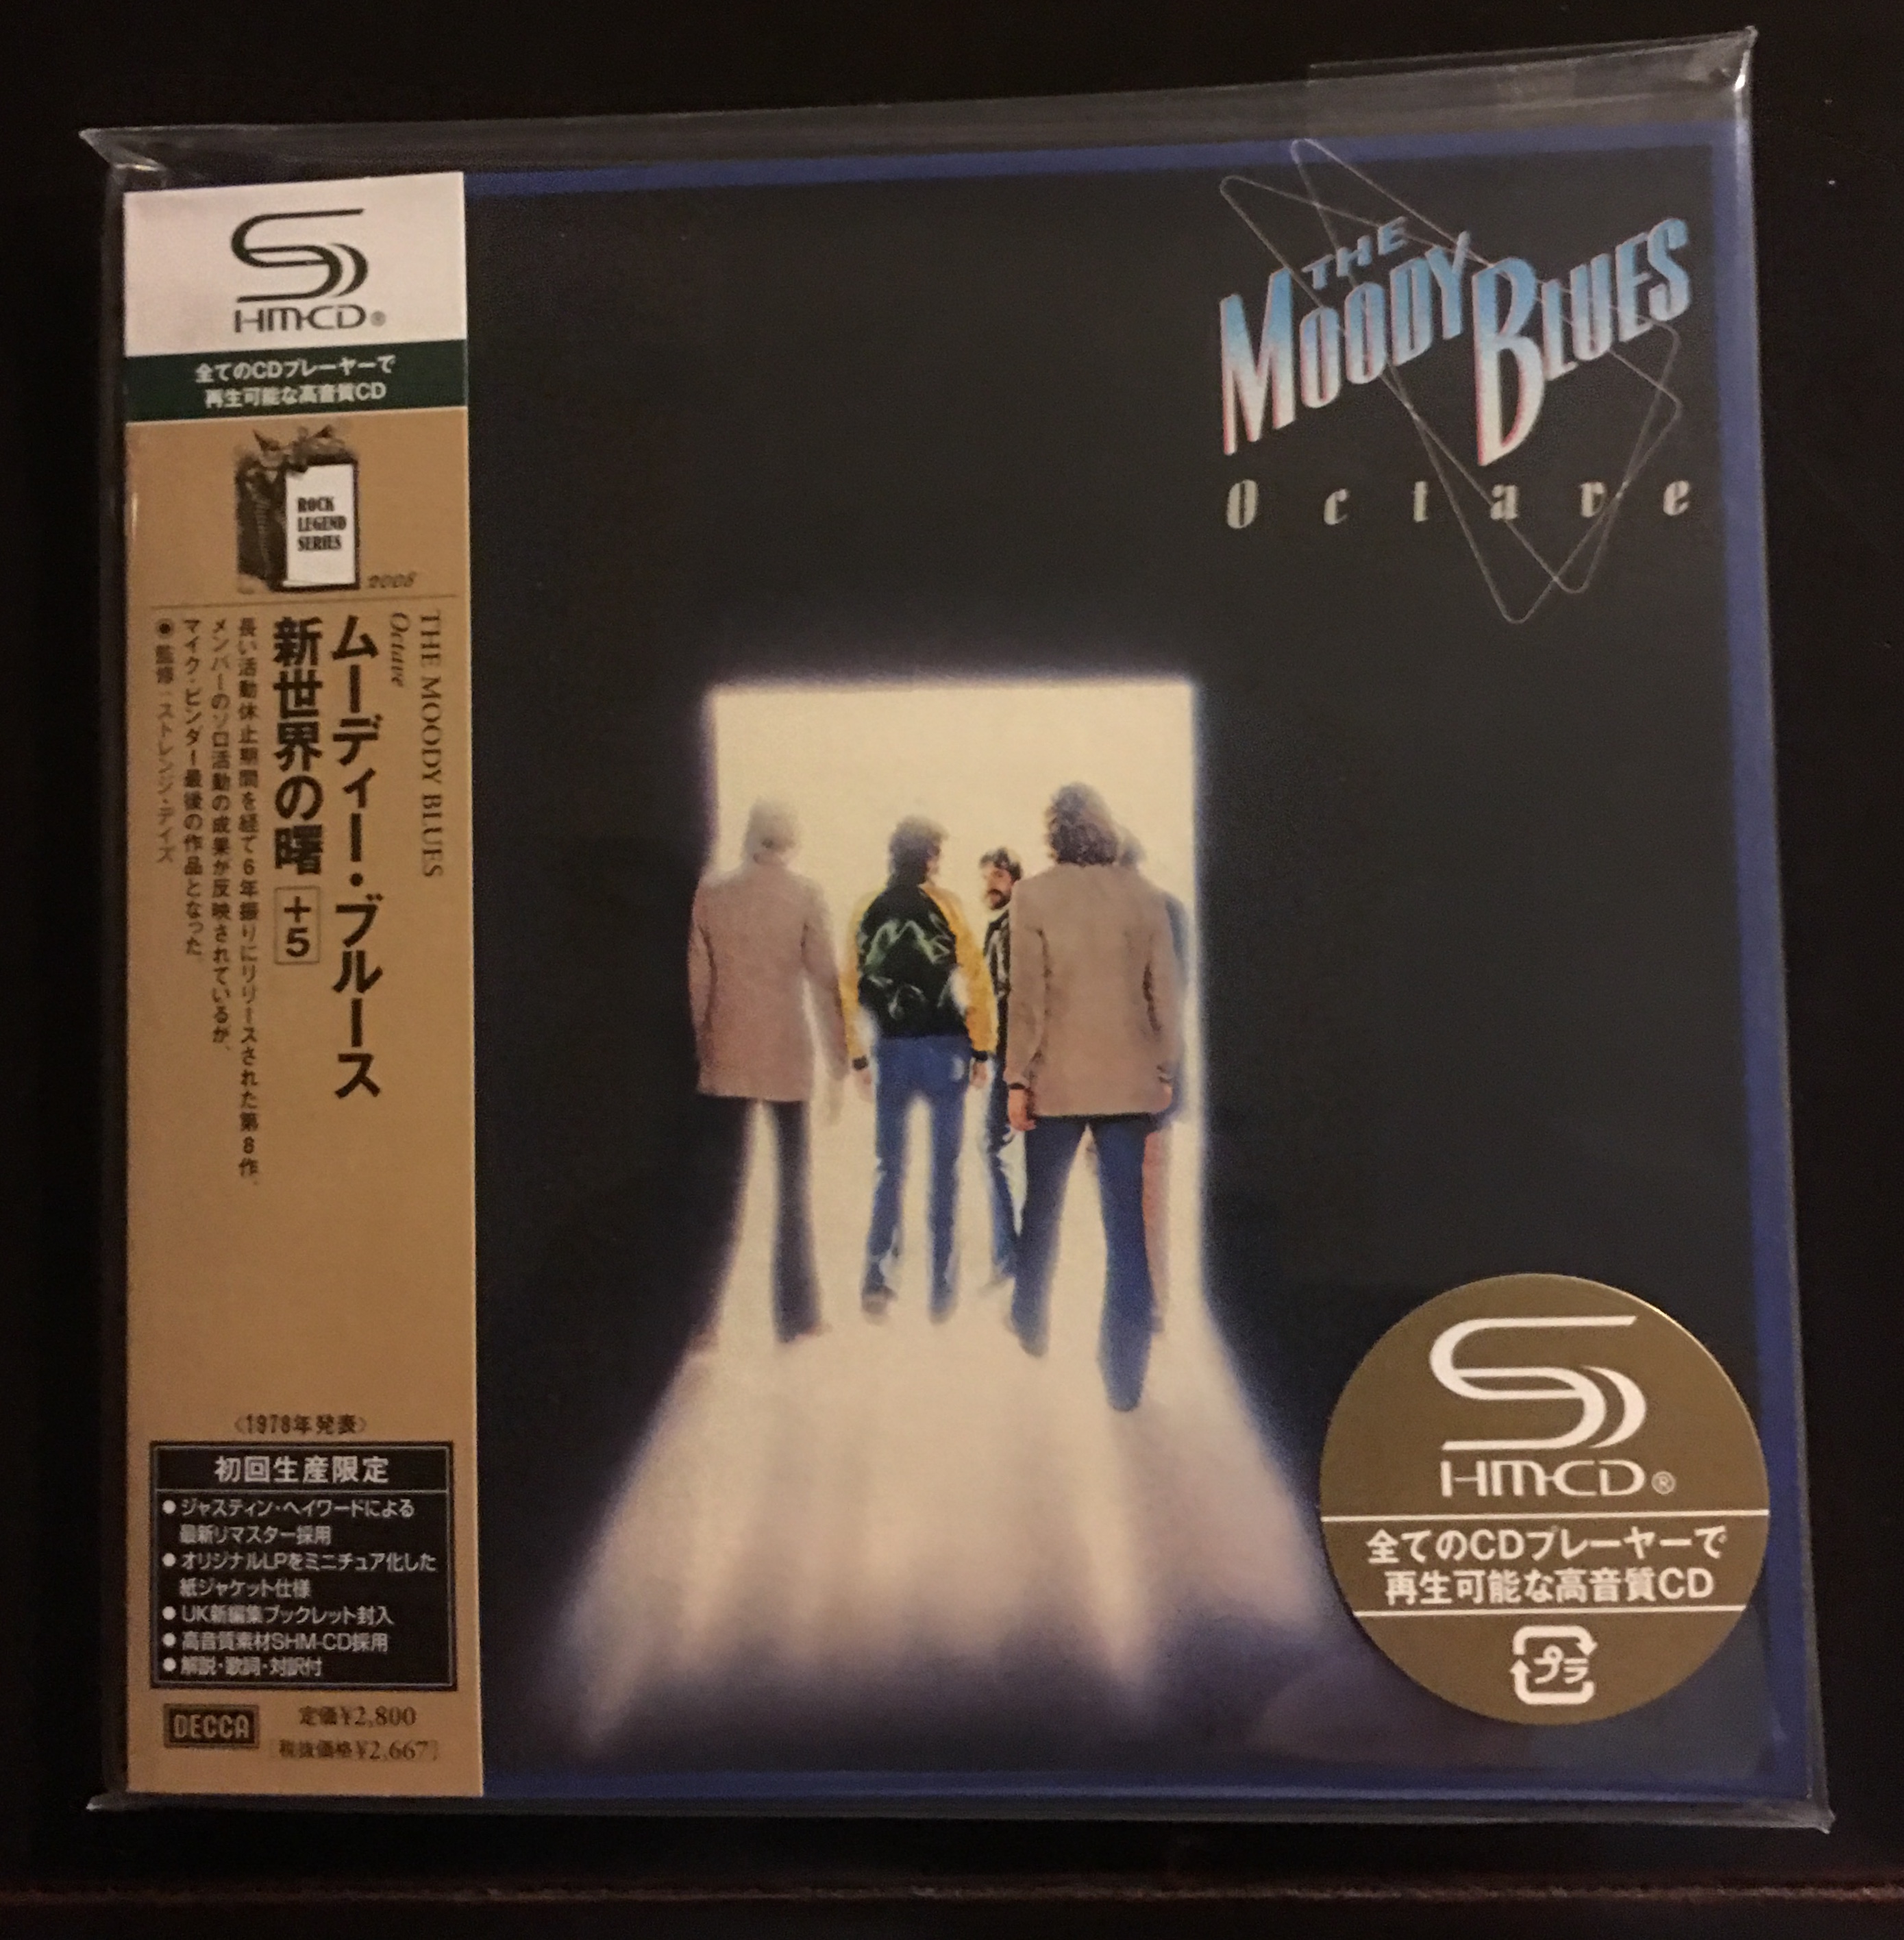 SHM-CD®
全てのCDプレーヤーで
再生可能な高音質CD
ROCK
LEGEND
SERIES
2008
THE MOODY BLUES
Octave
ムーディー・ブルース
新世界の曙 +5
長い活動休止期間を経て6年振りにリリースされた第8作。
メンバーのソロ活動の成果が反映されているが、
マイク・ピンダー最後の作品となった
●監修:ストレンジ・デイズ
〈1978年発表〉
初回生産限定
●ジャスティン・ヘイワードによる
最新リマスター採用
●オリジナルLPをミニチュア化した
紙ジャケット仕様
●UK新編集ブックレット封入
●高音質素材SHM-CD採用
●解説・歌詞・対訳付
DECCA
定価¥2,800
税抜価格¥2,667
THE
MOODY BLUES
Octave
SHM-CD®
全てのCDプレーヤーで
再生可能な高音質CD
プラ